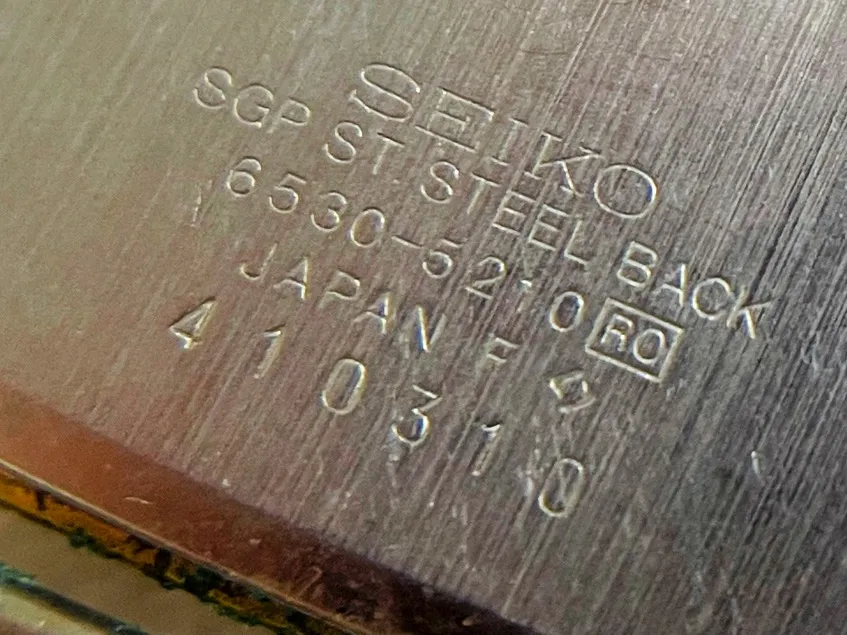 SEIKO
SGP ST. STEEL BACK
6530-5210 RO
JAPAN F
410310